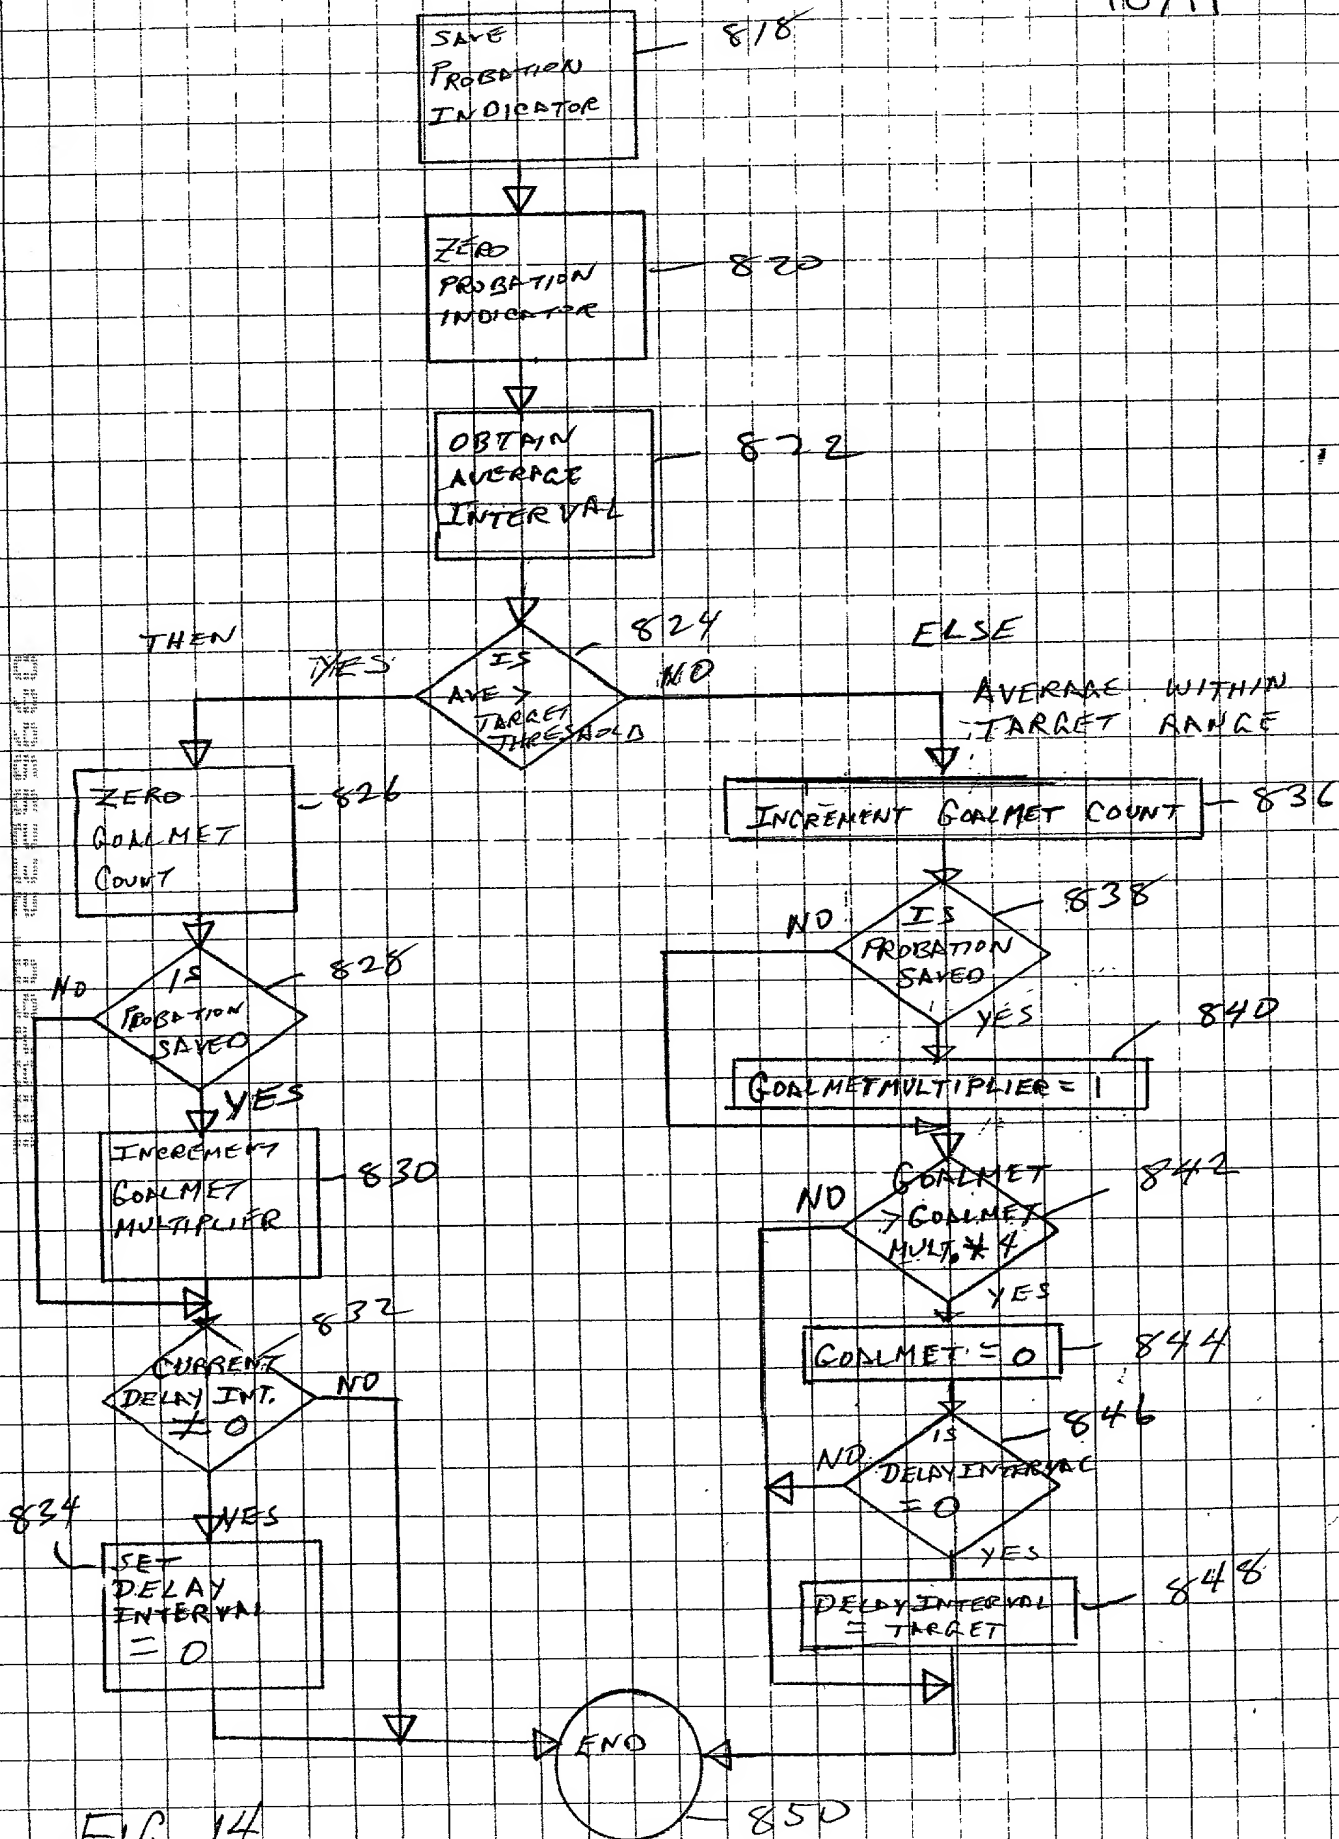 10/11
SAVE
PROBATION
INDICATOR
818
ZERO
PROBATION
INDICATOR
820
OBTAIN
AVERAGE
INTERVAL
822
THEN
YES
IS
AVE >
TARGET
THRESHOLD
824
NO
ELSE
AVERAGE WITHIN
TARGET RANGE
ZERO
GOALMET
COUNT
826
NO
IS
PROBATION
SAVED
828
YES
INCREMENT
GOALMET
MULTIPLIER
830
CURRENT
DELAY INT.
≠ 0
832
NO
YES
834
SET
DELAY
INTERVAL
= 0
INCREMENT GOALMET COUNT
836
NO
IS
PROBATION
SAVED
838
YES
840
GOALMETMULTIPLIER = 1
NO
GOALMET
> GOALMET
MULT. * 4
842
YES
GOALMET = 0
844
NO
IS
DELAYINTERVAL
= 0
846
YES
DELAYINTERVAL
= TARGET
848
END
850
FIG 14